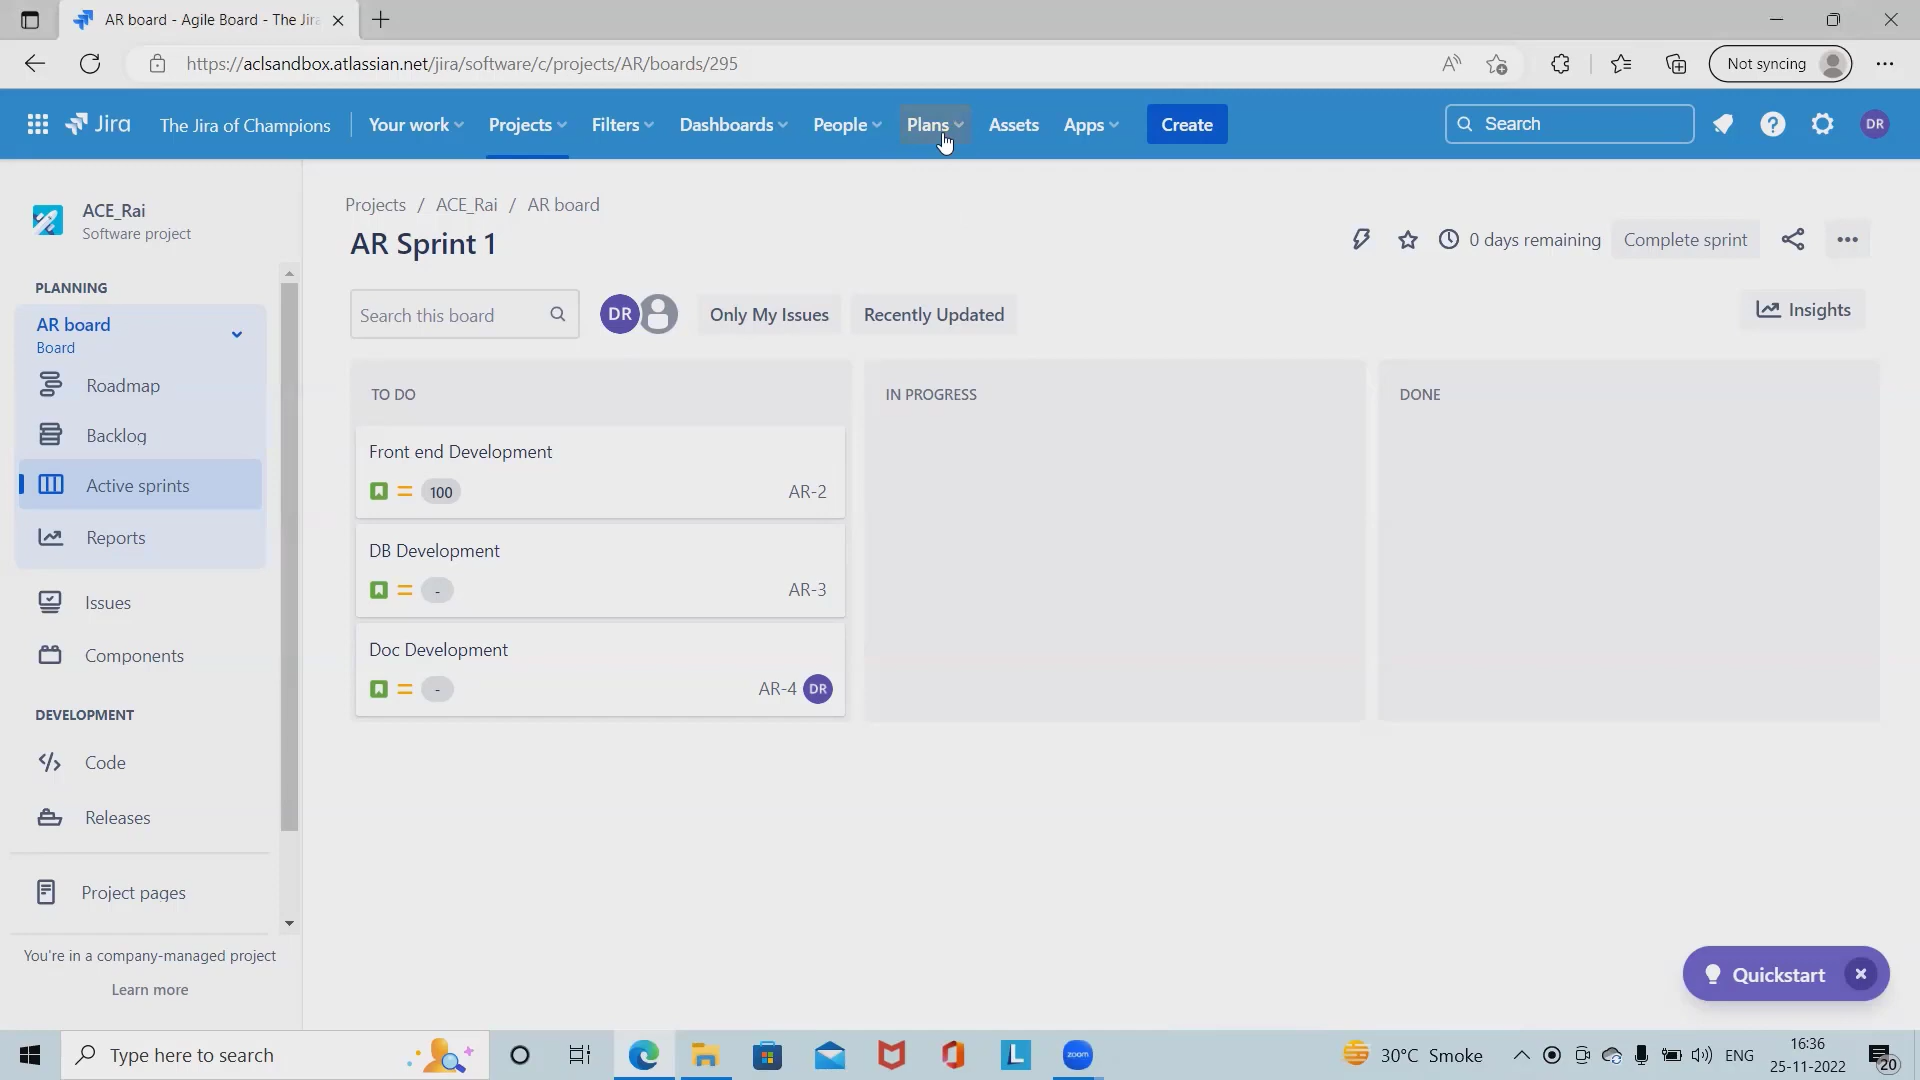 AR board - Agile Board - The Jira
https://aclsandbox.atlassian.net/jira/software/c/projects/AR/boards/295
Not syncing
Jira
The Jira of Champions
Your work
Projects
Filters
Dashboards
People
Plans
Assets
Apps
Create
Search
DR
ACE_Rai
Software project
PLANNING
AR board
Board
Roadmap
Backlog
Active sprints
Reports
Issues
Components
DEVELOPMENT
Code
Releases
Project pages
You're in a company-managed project
Learn more
Projects / ACE_Rai / AR board
AR Sprint 1
0 days remaining
Complete sprint
Search this board
DR
Only My Issues
Recently Updated
Insights
TO DO
Front end Development
100
AR-2
DB Development
-
AR-3
Doc Development
-
AR-4
DR
IN PROGRESS
DONE
Quickstart
Type here to search
L
zoom
30°C Smoke
ENG
16:36
25-11-2022
20